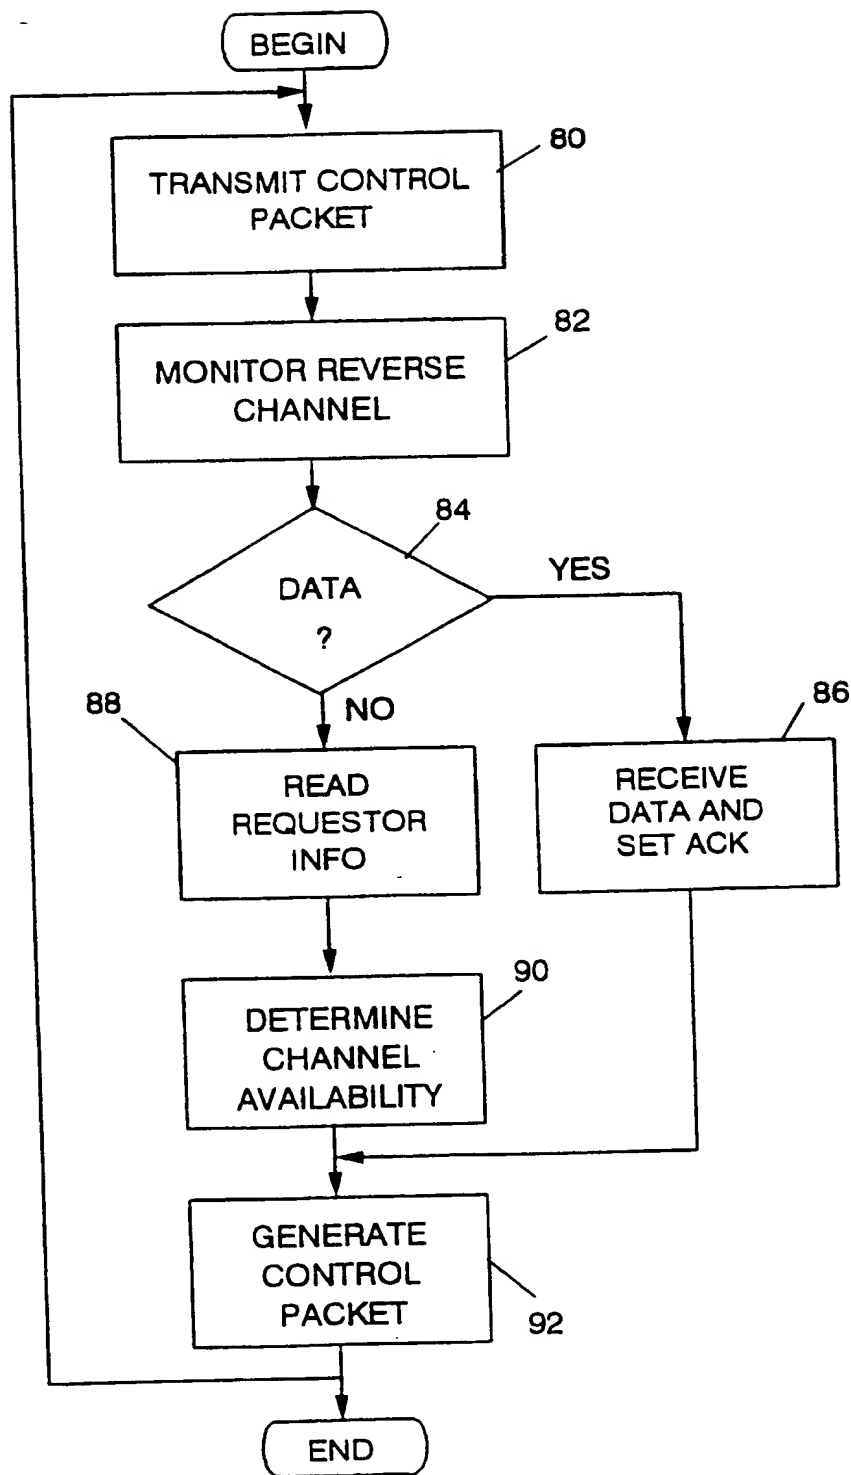 BEGIN
80
TRANSMIT CONTROL
PACKET
82
MONITOR REVERSE
CHANNEL
84
DATA
?
YES
NO
88
READ
REQUESTOR
INFO
86
RECEIVE
DATA AND
SET ACK
90
DETERMINE
CHANNEL
AVAILABILITY
GENERATE
CONTROL
PACKET
92
END